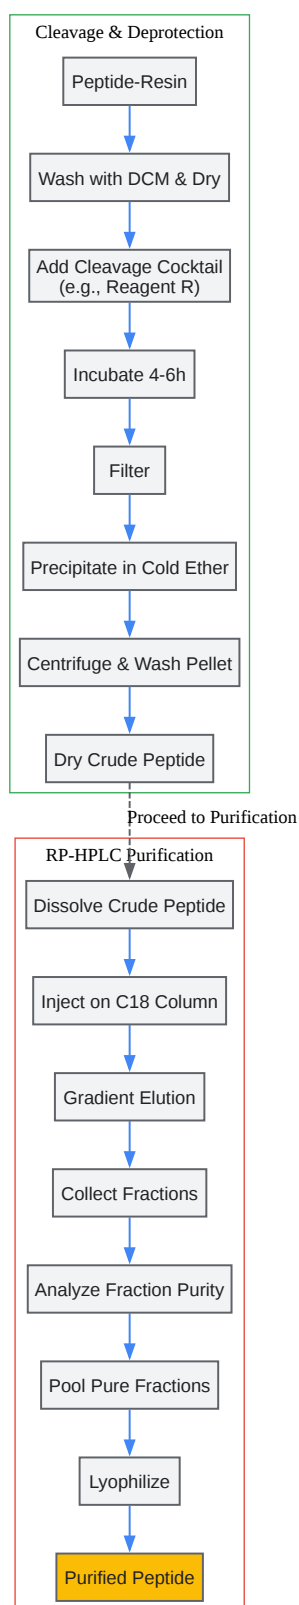 Cleavage & Deprotection
Peptide-Resin
Wash with DCM & Dry
Add Cleavage Cocktail
(e.g., Reagent R)
Incubate 4-6h
Filter
Precipitate in Cold Ether
Centrifuge & Wash Pellet
Dry Crude Peptide
Proceed to Purification
RP-HPLC Purification
Dissolve Crude Peptide
Inject on C18 Column
Gradient Elution
Collect Fractions
Analyze Fraction Purity
Pool Pure Fractions
Lyophilize
Purified Peptide